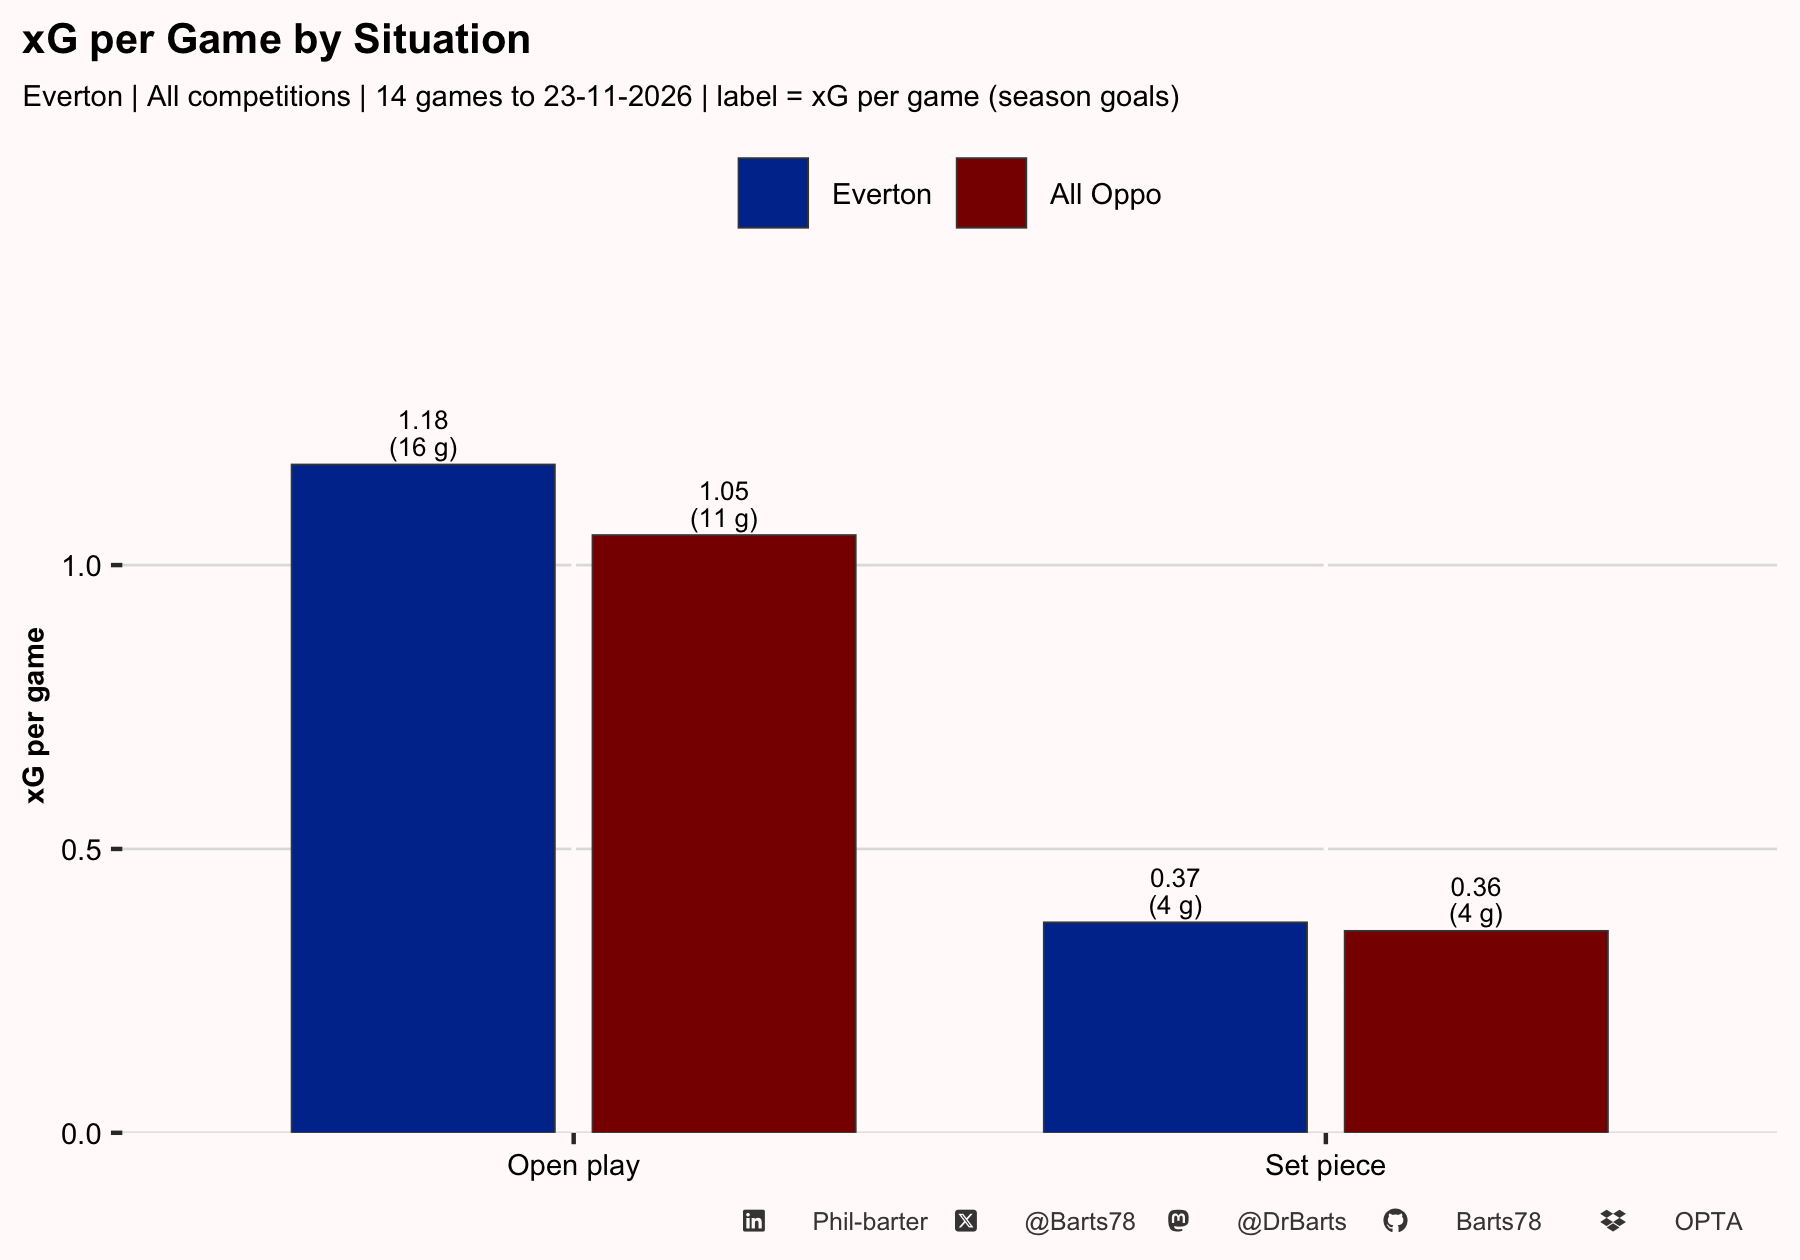 xG per Game by Situation
Everton | All competitions | 14 games to 23-11-2026 | label = xG per game (season goals)
Everton All Oppo
1.18
(16 g)
1.05
(11 g)
1.0
xG per game
0.5
0.37
(4 g)
0.36
(4 g)
0.0
Open play Set piece
Phil-barter @Barts78 @DrBarts Barts78 OPTA